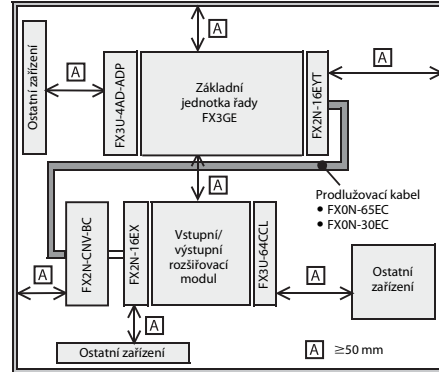 A
Ostatní zařízení
A
FX3U-4AD-ADP
Základní
jednotka řady
FX3GE
FX2N-16EYT
A
A
Prodlužovací kabel
• FX0N-65EC
• FX0N-30EC
FX2N-CNV-BC
FX2N-16EX
Vstupní/
výstupní
rozšiřovací
modul
FX3U-64CCL
A
A
Ostatní
zařízení
A
Ostatní zařízení
A ≥50 mm